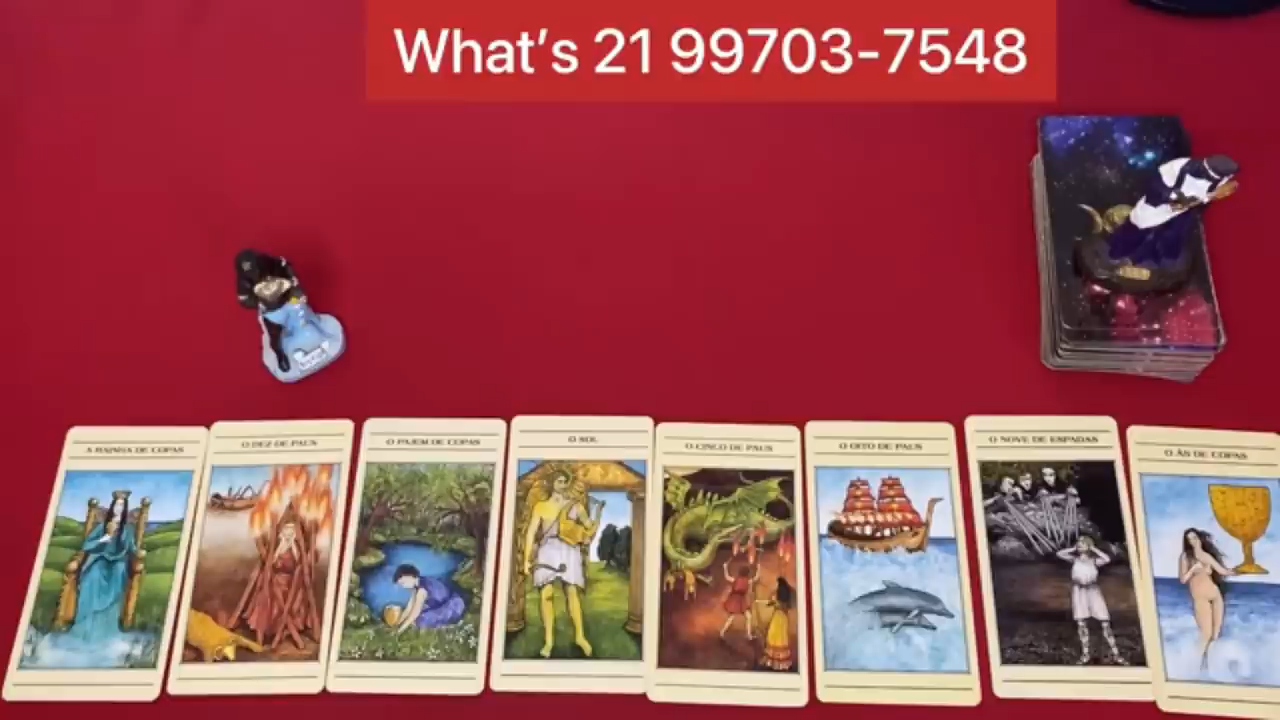 What’s 21 99703-7548
A RAINHA DE COPAS
O DEZ DE PAUS
O PAJEM DE COPAS
O SOL
O CINCO DE PAUS
O OITO DE PAUS
O NOVE DE ESPADAS
O ÀS DE COPAS